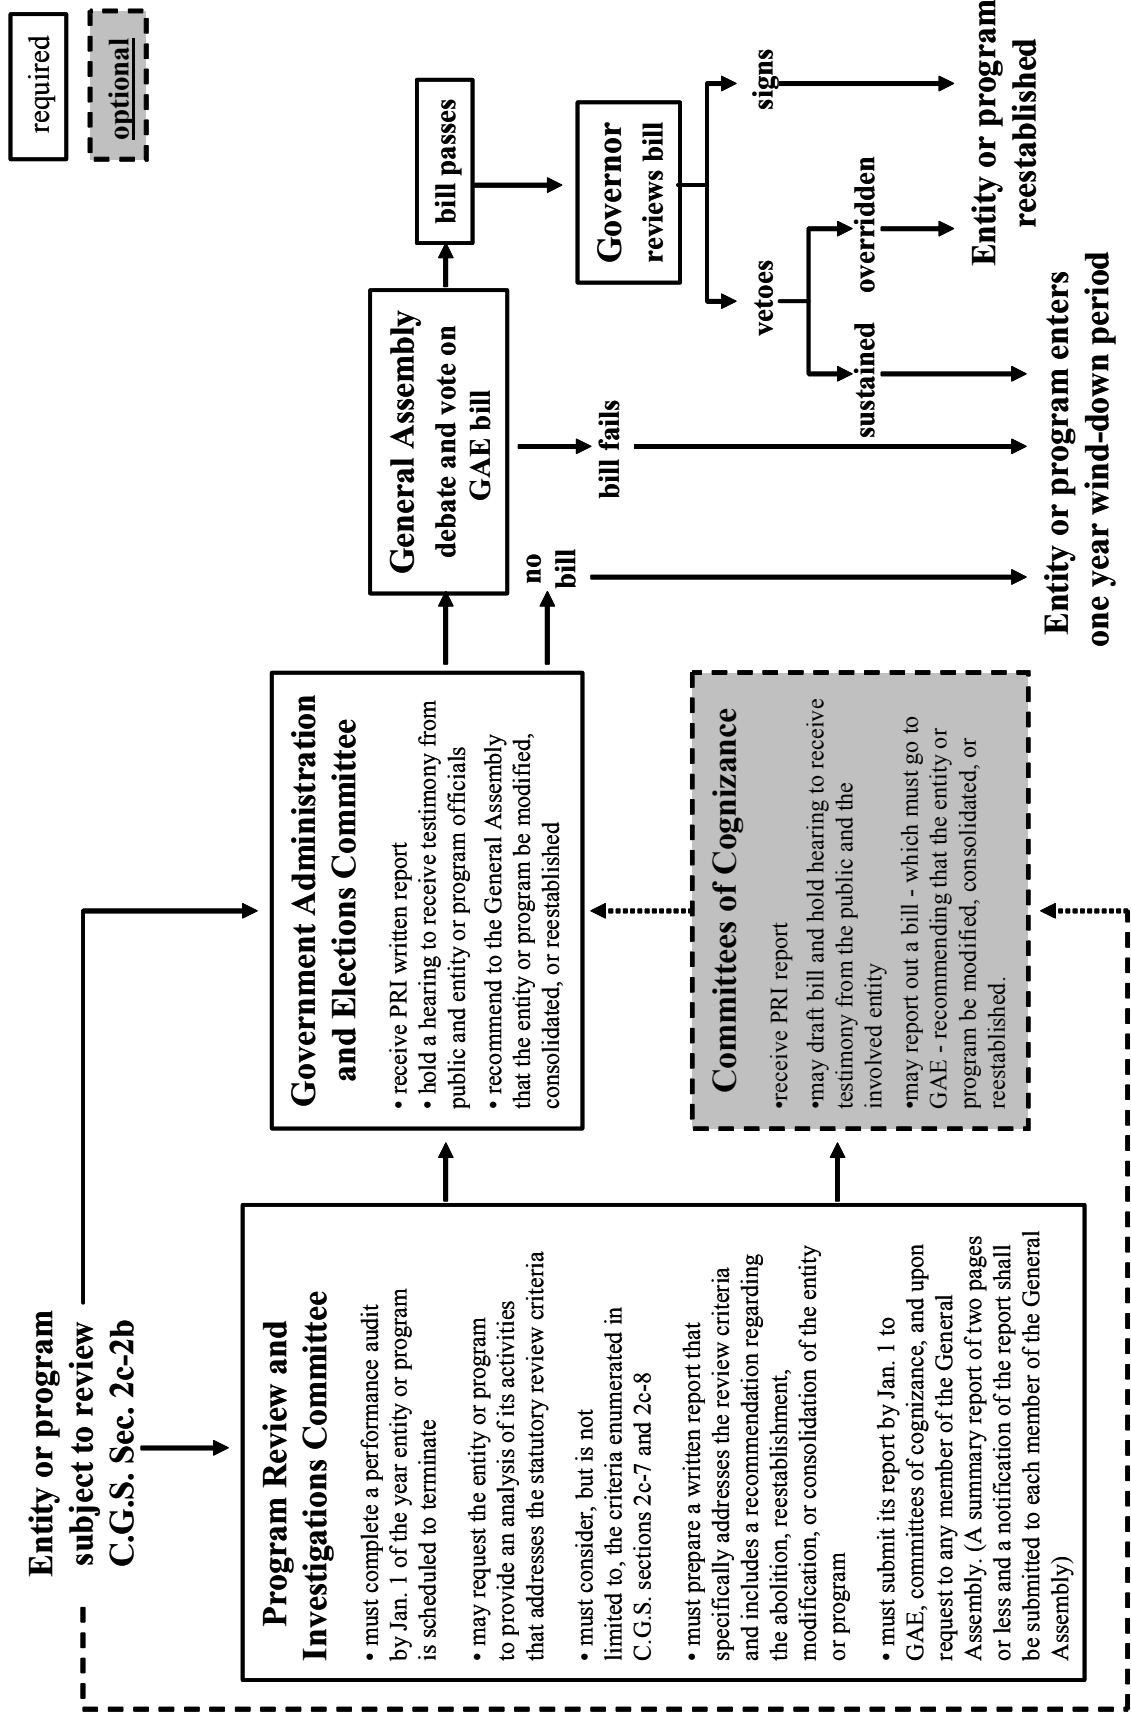 required
optional
Entity or program
subject to review
C.G.S. Sec. 2c-2b
Program Review and
Investigations Committee
• must complete a performance audit
by Jan. 1 of the year entity or program
is scheduled to terminate
• may request the entity or program
to provide an analysis of its activities
that addresses the statutory review criteria
• must consider, but is not
limited to, the criteria enumerated in
C.G.S. sections 2c-7 and 2c-8
• must prepare a written report that
specifically addresses the review criteria
and includes a recommendation regarding
the abolition, reestablishment,
modification, or consolidation of the entity
or program
• must submit its report by Jan. 1 to
GAE, committees of cognizance, and upon
request to any member of the General
Assembly. (A summary report of two pages
or less and a notification of the report shall
be submitted to each member of the General
Assembly)
Government Administration
and Elections Committee
• receive PRI written report
• hold a hearing to receive testimony from
public and entity or program officials
• recommend to the General Assembly
that the entity or program be modified,
consolidated, or reestablished
Committees of Cognizance
•receive PRI report
•may draft bill and hold hearing to receive
testimony from the public and the
involved entity
•may report out a bill - which must go to
GAE - recommending that the entity or
program be modified, consolidated, or
reestablished.
General Assembly
debate and vote on
GAE bill
no
bill
bill fails
bill passes
Governor
reviews bill
vetoes
signs
sustained
overridden
Entity or program enters
one year wind-down period
Entity or program
reestablished